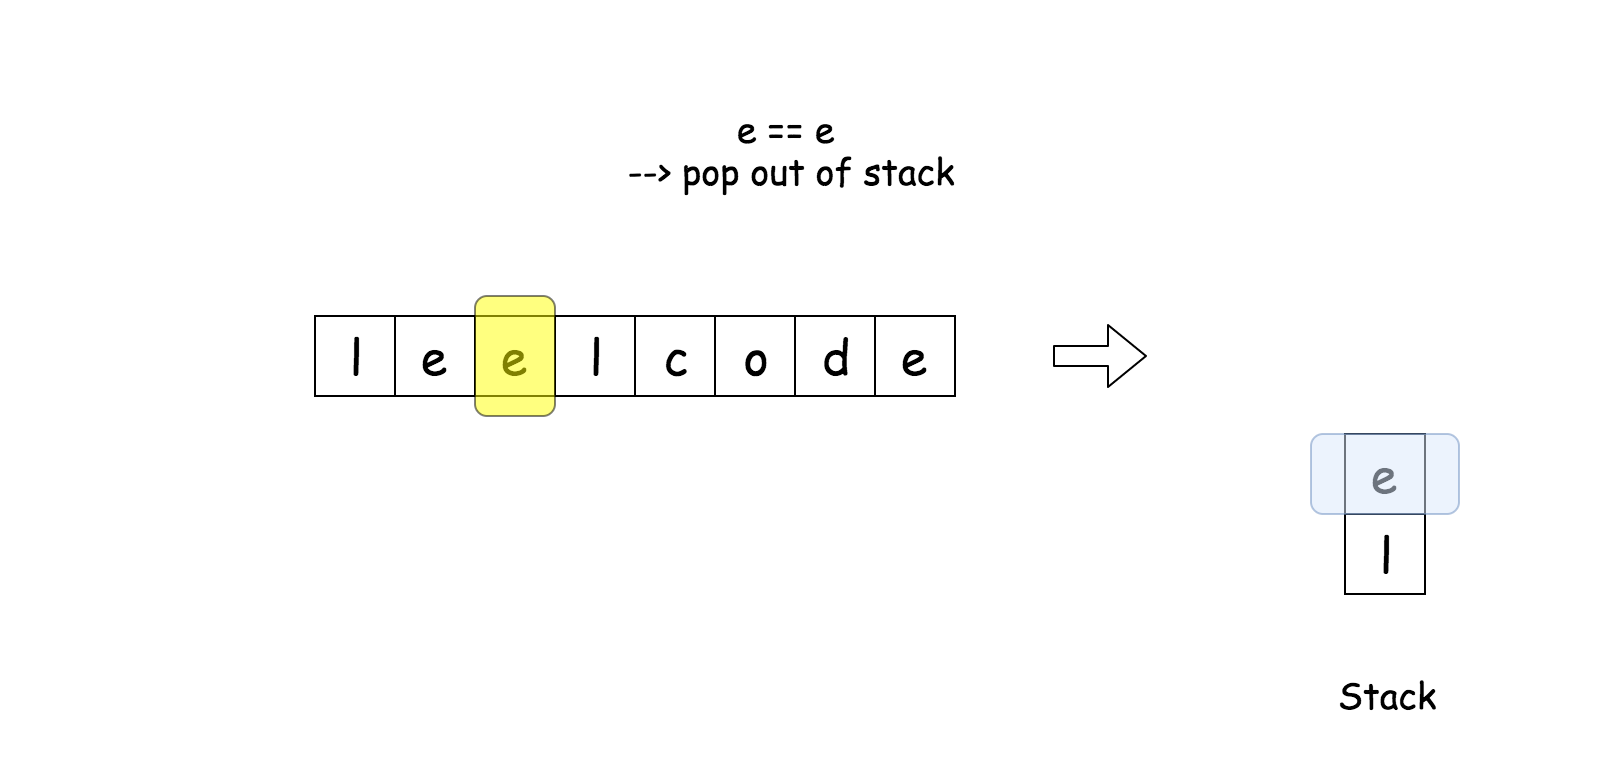 e == e
--> pop out of stack
l e e l c o d e
e
l
Stack